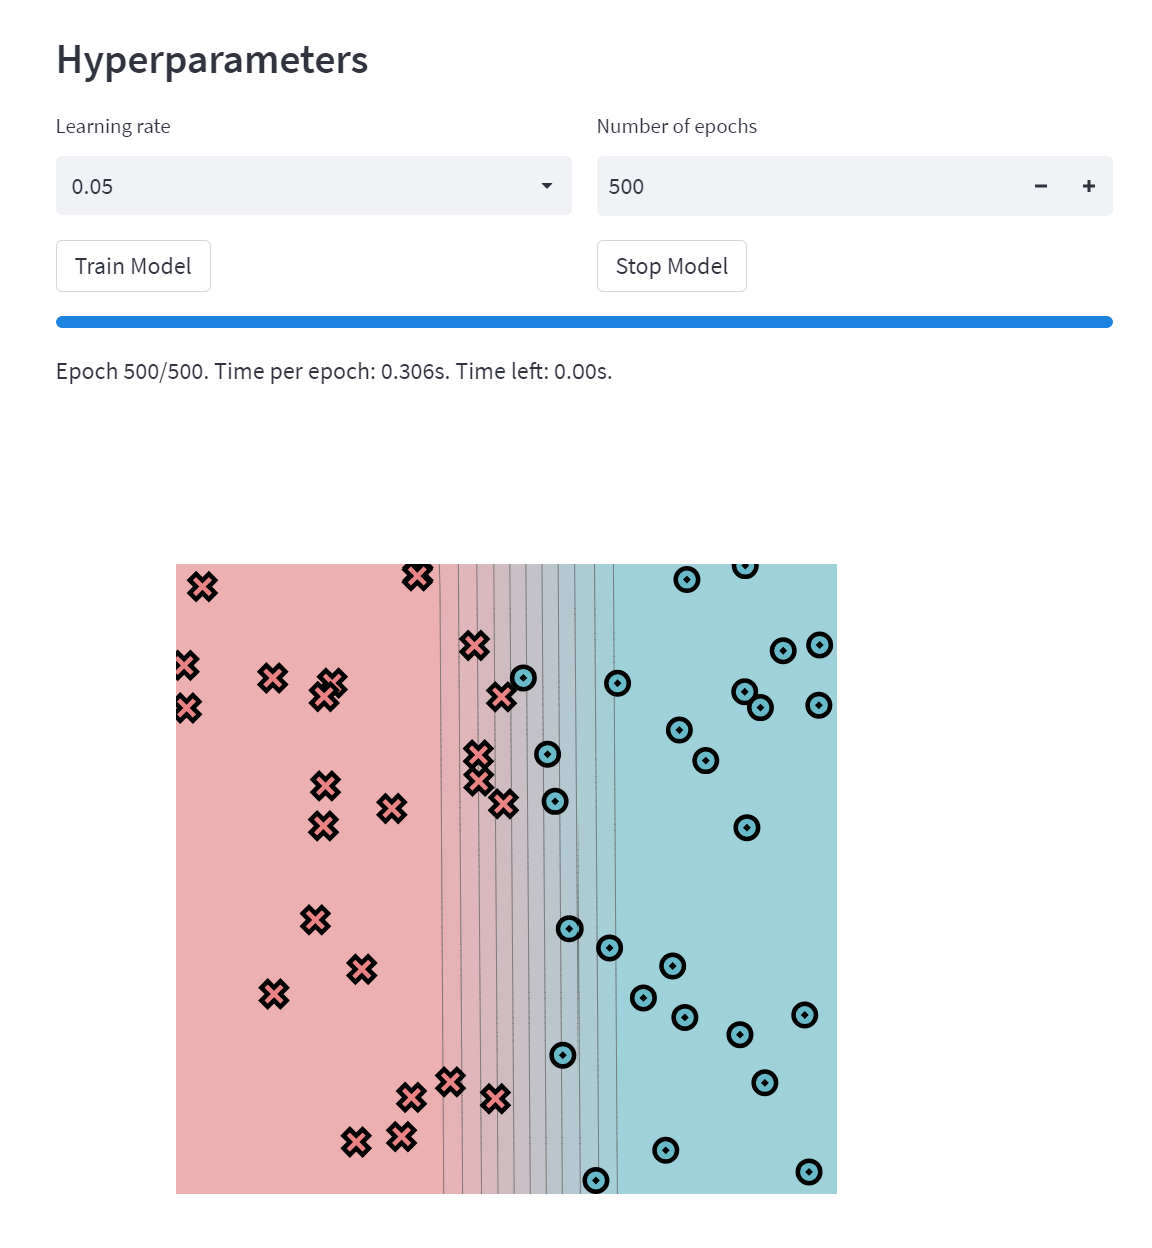 Hyperparameters
Learning rate
Number of epochs
0.05
500
Train Model
Stop Model
Epoch 500/500. Time per epoch: 0.306s. Time left: 0.00s.